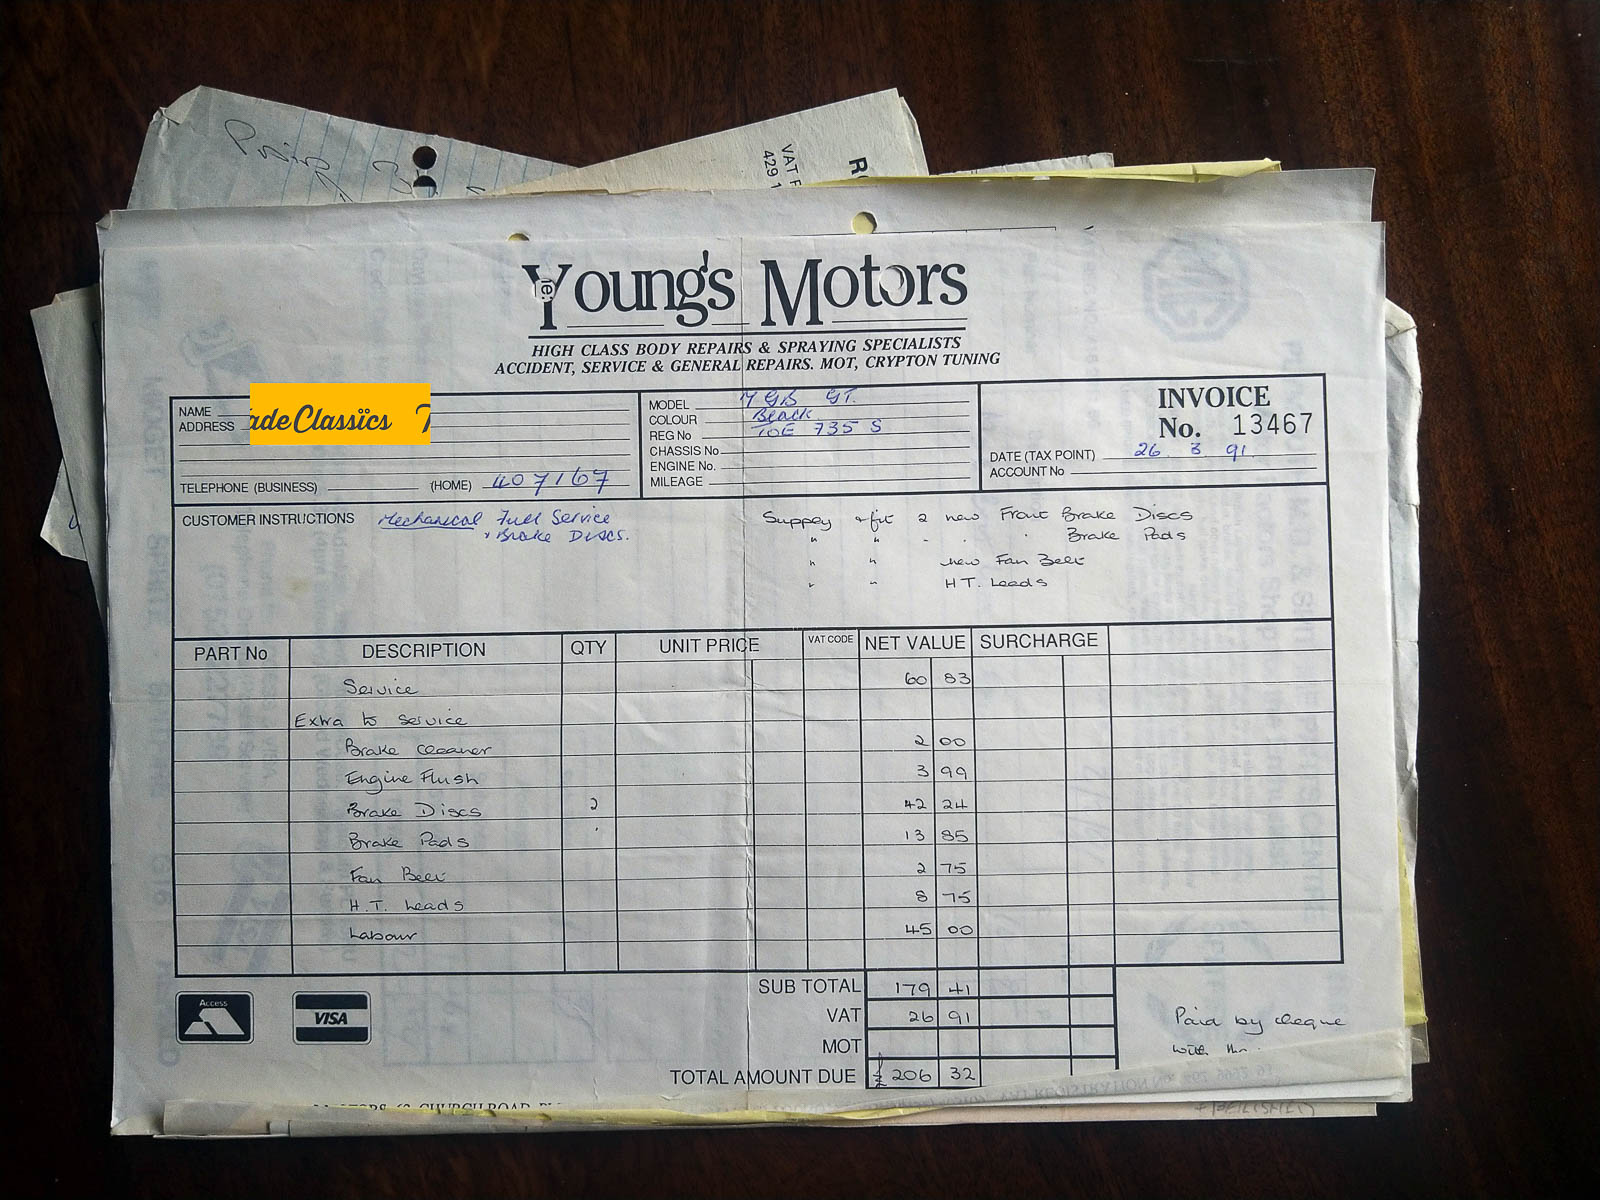 Young's Motors
HIGH CLASS BODY REPAIRS & SPRAYING SPECIALISTS
ACCIDENT, SERVICE & GENERAL REPAIRS. MOT, CRYPTON TUNING
NAME
ADDRESS
adeClassics
TELEPHONE (BUSINESS) (HOME) 407167
MODEL MGB GT.
COLOUR Black
REG No TOE 735 S
CHASSIS No
ENGINE No.
MILEAGE
INVOICE
No. 13467
DATE (TAX POINT) 26. 3. 91.
ACCOUNT No
CUSTOMER INSTRUCTIONS Mechanical Full Service
+ Brake Discs.
Supply + fit 2 new Front Brake Discs
" " " " " Brake Pads
" " new Fan Belt
" " H T. Leads
PART No DESCRIPTION QTY UNIT PRICE VAT CODE NET VALUE SURCHARGE
Service 60 83
Extra to Service
Brake cleaner 2 00
Engine Flush 3 99
Brake Discs 2 42 24
Brake Pads 13 85
Fan Belt 2 75
H.T. Leads 8 75
Labour 45 00
SUB TOTAL 179 41
VAT 26 91
MOT
TOTAL AMOUNT DUE £ 206 32
Access
VISA
Paid by cheque
with
VAT
429 1
CHURCH ROAD